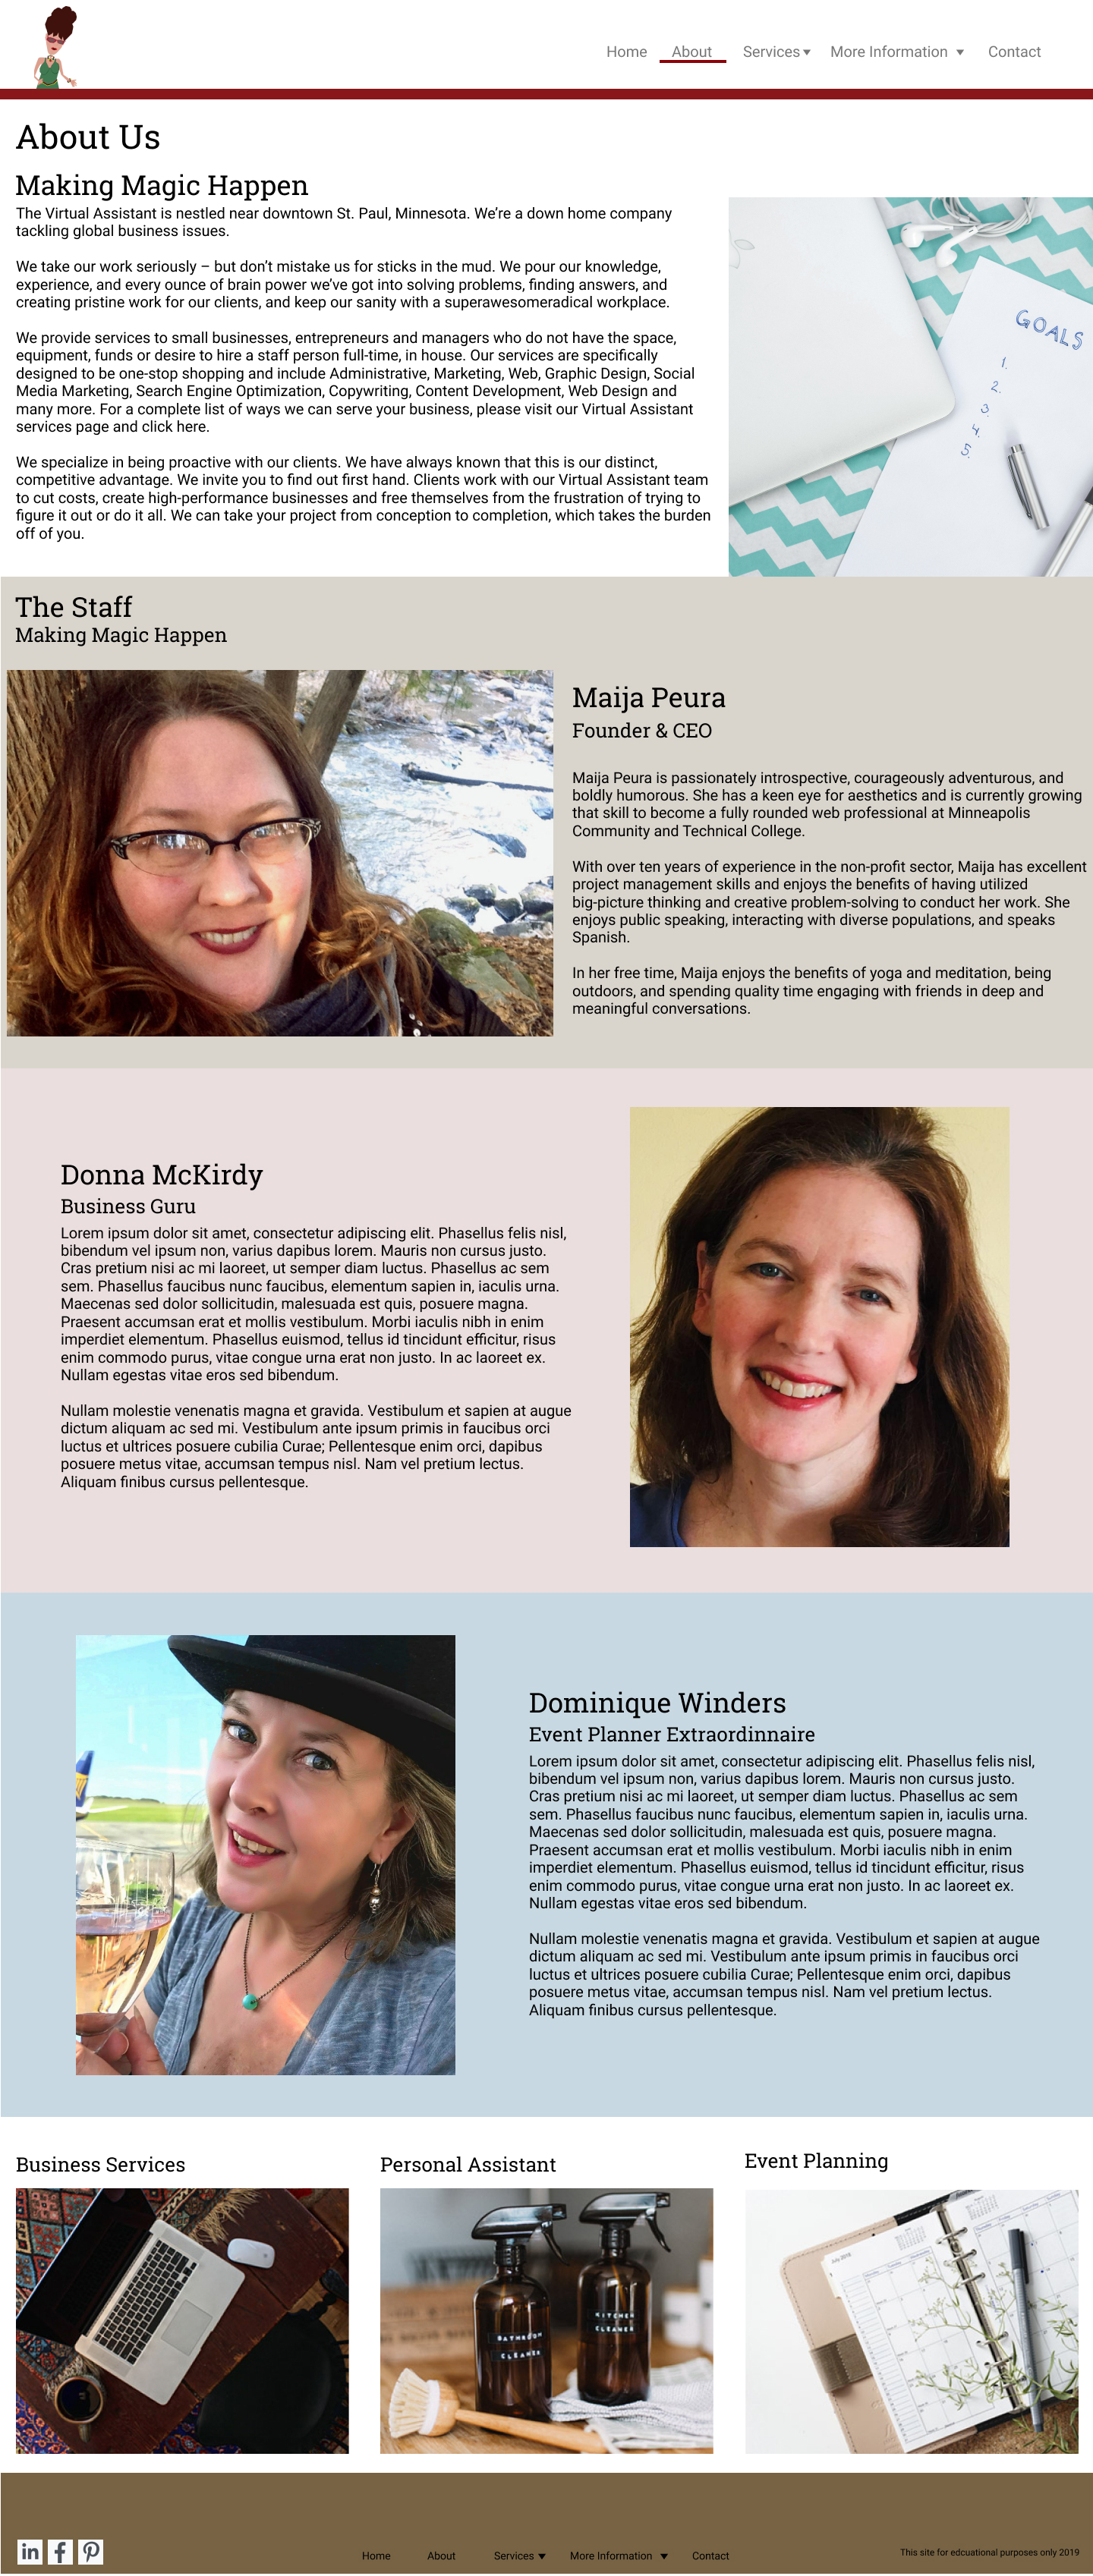 Home About Services More Information Contact
About Us
Making Magic Happen
The Virtual Assistant is nestled near downtown St. Paul, Minnesota. We're a down home company
tackling global business issues.
We take our work seriously – but don't mistake us for sticks in the mud. We pour our knowledge,
experience, and every ounce of brain power we've got into solving problems, finding answers, and
creating pristine work for our clients, and keep our sanity with a superawesomeradical workplace.
We provide services to small businesses, entrepreneurs and managers who do not have the space,
equipment, funds or desire to hire a staff person full-time, in house. Our services are specifically
designed to be one-stop shopping and include Administrative, Marketing, Web, Graphic Design, Social
Media Marketing, Search Engine Optimization, Copywriting, Content Development, Web Design and
many more. For a complete list of ways we can serve your business, please visit our Virtual Assistant
services page and click here.
We specialize in being proactive with our clients. We have always known that this is our distinct,
competitive advantage. We invite you to find out first hand. Clients work with our Virtual Assistant team
to cut costs, create high-performance businesses and free themselves from the frustration of trying to
figure it out or do it all. We can take your project from conception to completion, which takes the burden
off of you.
GOALS
1.
2.
3.
4.
5.
The Staff
Making Magic Happen
Maija Peura
Founder & CEO
Maija Peura is passionately introspective, courageously adventurous, and
boldly humorous. She has a keen eye for aesthetics and is currently growing
that skill to become a fully rounded web professional at Minneapolis
Community and Technical College.
With over ten years of experience in the non-profit sector, Maija has excellent
project management skills and enjoys the benefits of having utilized
big-picture thinking and creative problem-solving to conduct her work. She
enjoys public speaking, interacting with diverse populations, and speaks
Spanish.
In her free time, Maija enjoys the benefits of yoga and meditation, being
outdoors, and spending quality time engaging with friends in deep and
meaningful conversations.
Donna McKirdy
Business Guru
Lorem ipsum dolor sit amet, consectetur adipiscing elit. Phasellus felis nisl,
bibendum vel ipsum non, varius dapibus lorem. Mauris non cursus justo.
Cras pretium nisi ac mi laoreet, ut semper diam luctus. Phasellus ac sem
sem. Phasellus faucibus nunc faucibus, elementum sapien in, iaculis urna.
Maecenas sed dolor sollicitudin, malesuada est quis, posuere magna.
Praesent accumsan erat et mollis vestibulum. Morbi iaculis nibh in enim
imperdiet elementum. Phasellus euismod, tellus id tincidunt efficitur, risus
enim commodo purus, vitae congue urna erat non justo. In ac laoreet ex.
Nullam egestas vitae eros sed bibendum.
Nullam molestie venenatis magna et gravida. Vestibulum et sapien at augue
dictum aliquam ac sed mi. Vestibulum ante ipsum primis in faucibus orci
luctus et ultrices posuere cubilia Curae; Pellentesque enim orci, dapibus
posuere metus vitae, accumsan tempus nisl. Nam vel pretium lectus.
Aliquam finibus cursus pellentesque.
Dominique Winders
Event Planner Extraordinnaire
Lorem ipsum dolor sit amet, consectetur adipiscing elit. Phasellus felis nisl,
bibendum vel ipsum non, varius dapibus lorem. Mauris non cursus justo.
Cras pretium nisi ac mi laoreet, ut semper diam luctus. Phasellus ac sem
sem. Phasellus faucibus nunc faucibus, elementum sapien in, iaculis urna.
Maecenas sed dolor sollicitudin, malesuada est quis, posuere magna.
Praesent accumsan erat et mollis vestibulum. Morbi iaculis nibh in enim
imperdiet elementum. Phasellus euismod, tellus id tincidunt efficitur, risus
enim commodo purus, vitae congue urna erat non justo. In ac laoreet ex.
Nullam egestas vitae eros sed bibendum.
Nullam molestie venenatis magna et gravida. Vestibulum et sapien at augue
dictum aliquam ac sed mi. Vestibulum ante ipsum primis in faucibus orci
luctus et ultrices posuere cubilia Curae; Pellentesque enim orci, dapibus
posuere metus vitae, accumsan tempus nisl. Nam vel pretium lectus.
Aliquam finibus cursus pellentesque.
Business Services
Personal Assistant
Event Planning
BATHROOM
CLEANER
KITCHEN
CLEANER
July 2019
in f
Home About Services More Information Contact
This site for edcuational purposes only 2019